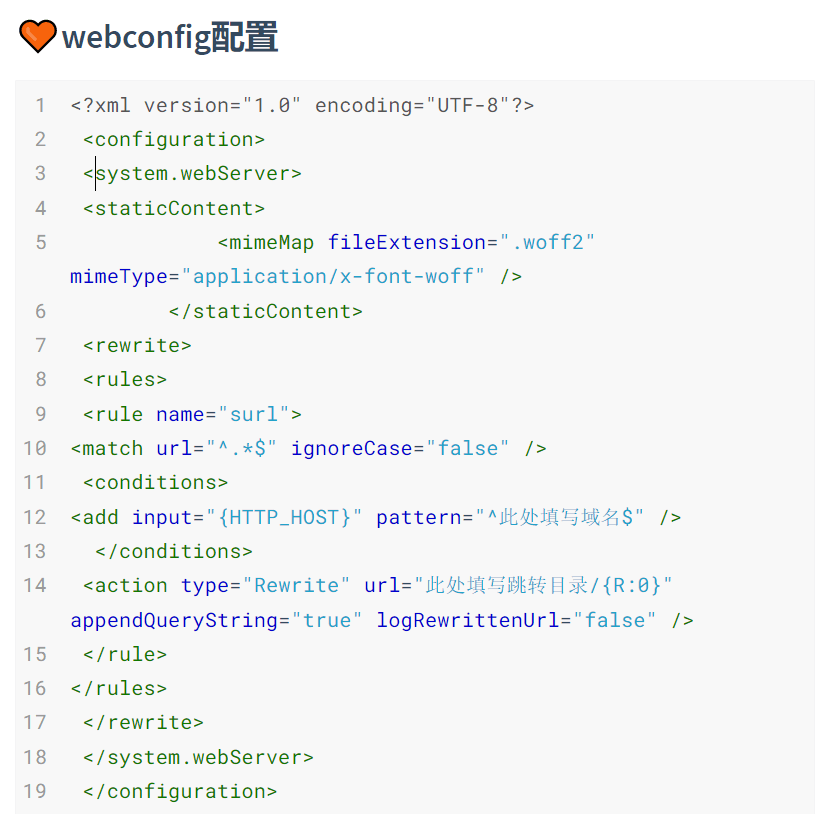 webconfig配置
1 <?xml version="1.0" encoding="UTF-8"?>
2 <configuration>
3 <system.webServer>
4 <staticContent>
5 <mimeMap fileExtension=".woff2"
mimeType="application/x-font-woff" />
6 </staticContent>
7 <rewrite>
8 <rules>
9 <rule name="surl">
10 <match url="^.*$" ignoreCase="false" />
11 <conditions>
12 <add input="{HTTP_HOST}" pattern="^此处填写域名$" />
13 </conditions>
14 <action type="Rewrite" url="此处填写跳转目录/{R:0}"
appendQueryString="true" logRewrittenUrl="false" />
15 </rule>
16 </rules>
17 </rewrite>
18 </system.webServer>
19 </configuration>